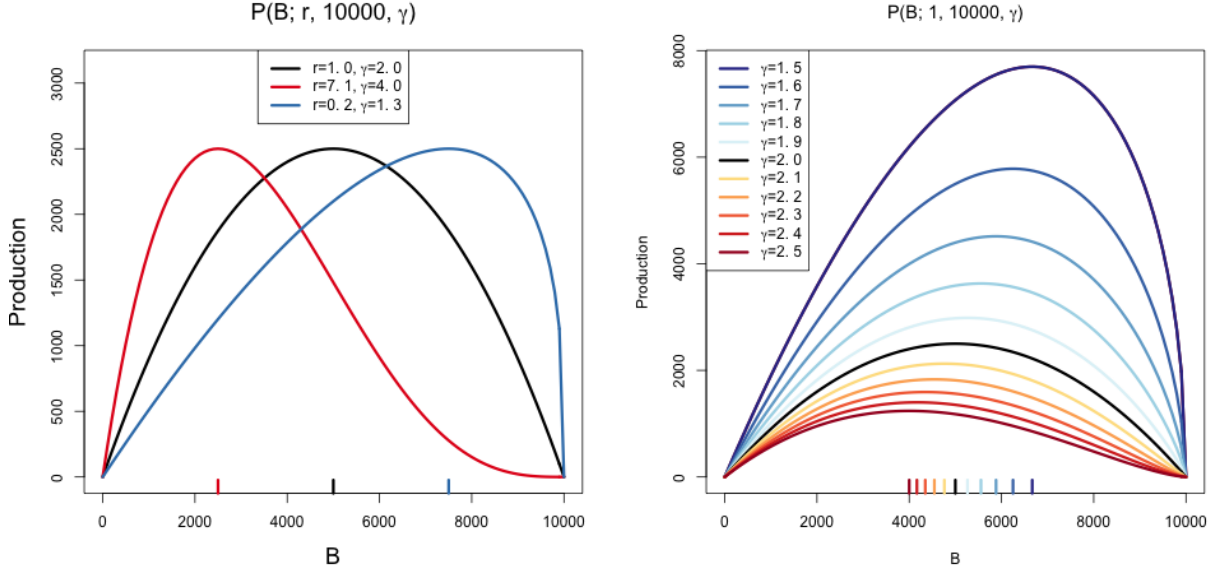 P(B; r, 10000, γ)
r=1. 0, γ=2. 0
r=7. 1, γ=4. 0
r=0. 2, γ=1. 3
Production
0
500
1000
1500
2000
2500
3000
0
2000
4000
6000
8000
10000
B
P(B; 1, 10000, γ)
γ=1. 5
γ=1. 6
γ=1. 7
γ=1. 8
γ=1. 9
γ=2. 0
γ=2. 1
γ=2. 2
γ=2. 3
γ=2. 4
γ=2. 5
Production
0
2000
4000
6000
8000
0
2000
4000
6000
8000
10000
B